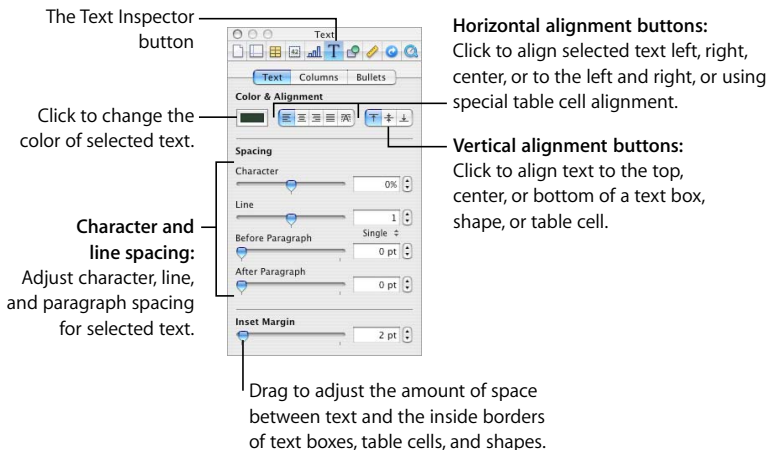 The Text Inspector
button
Text
42
T
Text Columns Bullets
Color & Alignment
Horizontal alignment buttons:
Click to align selected text left, right,
center, or to the left and right, or using
special table cell alignment.
Click to change the
color of selected text.
Vertical alignment buttons:
Click to align text to the top,
center, or bottom of a text box,
shape, or table cell.
Spacing
Character
0%
Line
1
Single
Before Paragraph
0 pt
After Paragraph
0 pt
Character and
line spacing:
Adjust character, line,
and paragraph spacing
for selected text.
Inset Margin
2 pt
Drag to adjust the amount of space
between text and the inside borders
of text boxes, table cells, and shapes.